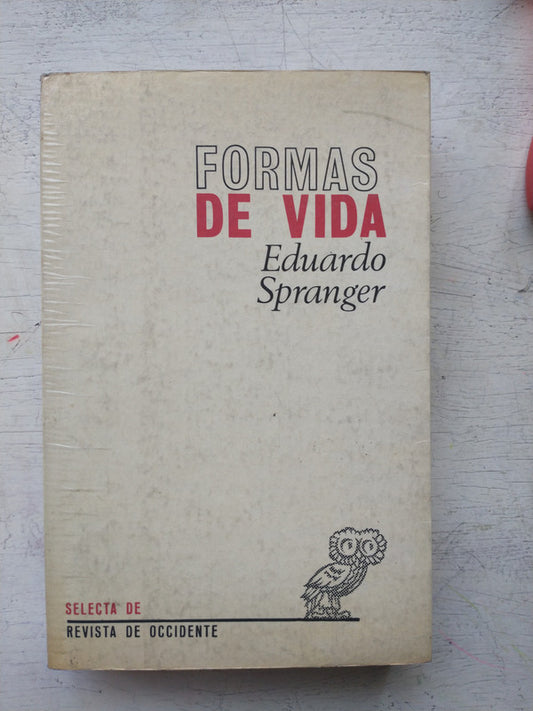 FORMAS
DE VIDA
Eduardo
Spranger
SELECTA DE
REVISTA DE OCCIDENTE